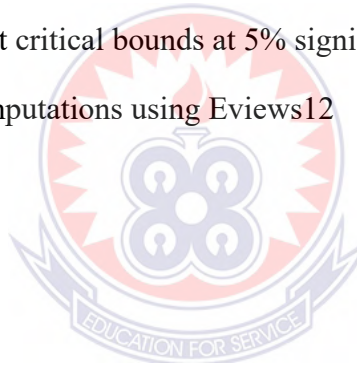 t critical bounds at 5% signi
nputations using Eviews12
EDUCATION FOR SERVICE